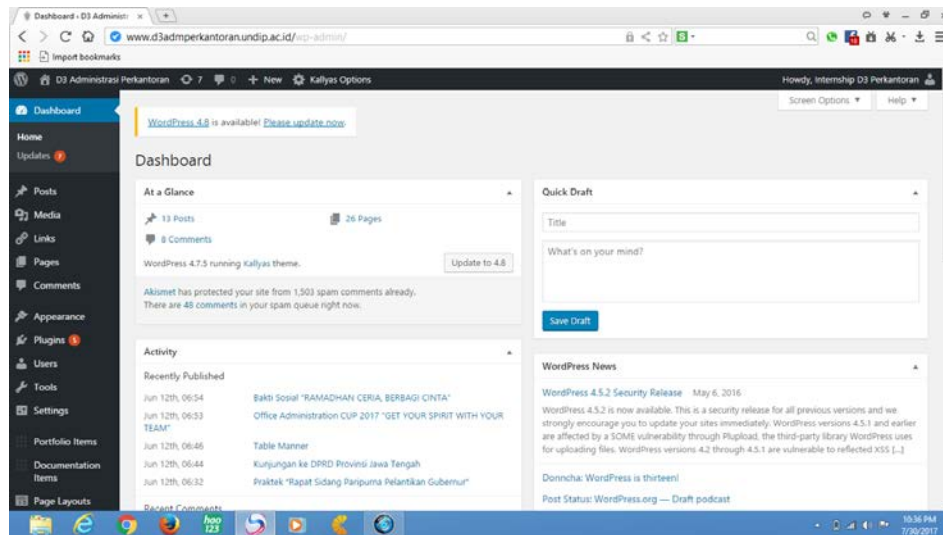 Dashboard ‹ D3 Administr
www.d3admperkantoran.undip.ac.id/wp-admin/
Import bookmarks
D3 Administrasi Perkantoran 7 0 + New Kallyas Options
Howdy, Internship D3 Perkantoran
Screen Options Help
Dashboard
Home
Updates 7
Posts
Media
Links
Pages
Comments
Appearance
Plugins 5
Users
Tools
Settings
Portfolio Items
Documentation
Items
Page Layouts
WordPress 4.8 is available! Please update now.
Dashboard
At a Glance
13 Posts
26 Pages
8 Comments
WordPress 4.7.5 running Kallyas theme.
Update to 4.8
Akismet has protected your site from 1,503 spam comments already.
There are 48 comments in your spam queue right now.
Activity
Recently Published
Jun 12th, 06:54 Bakti Sosial "RAMADHAN CERIA, BERBAGI CINTA"
Jun 12th, 06:53 Office Administration CUP 2017 "GET YOUR SPIRIT WITH YOUR
TEAM"
Jun 12th, 06:46 Table Manner
Jun 12th, 06:44 Kunjungan ke DPRD Provinsi Jawa Tengah
Jun 12th, 06:32 Praktek "Rapat Sidang Paripurna Pelantikan Gubernur"
Recent Comments
Quick Draft
Title
What's on your mind?
Save Draft
WordPress News
WordPress 4.5.2 Security Release May 6, 2016
WordPress 4.5.2 is now available. This is a security release for all previous versions and we
strongly encourage you to update your sites immediately. WordPress versions 4.5.1 and earlier
are affected by a SOME vulnerability through Plupload, the third-party library WordPress uses
for uploading files. WordPress versions 4.2 through 4.5.1 are vulnerable to reflected XSS [...]
Donncha: WordPress is thirteen!
Post Status: WordPress.org — Draft podcast
hao
123
10:36 PM
7/30/2017